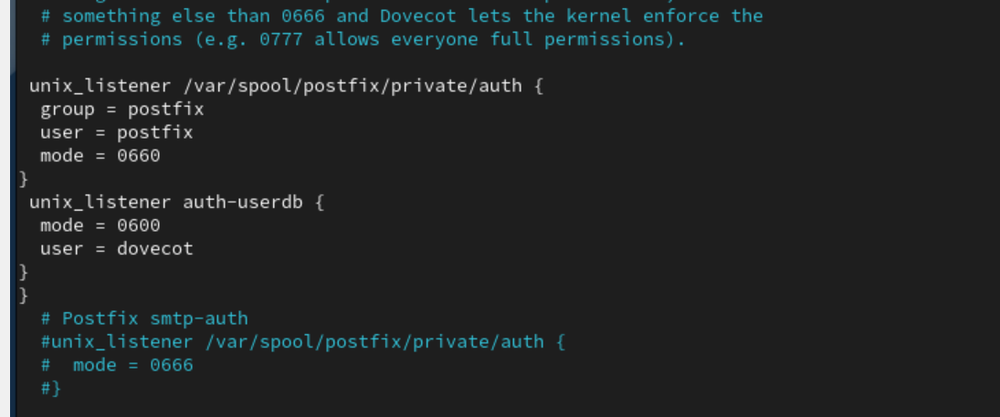 # something else than 0666 and Dovecot lets the kernel enforce the
# permissions (e.g. 0777 allows everyone full permissions).
unix_listener /var/spool/postfix/private/auth {
group = postfix
user = postfix
mode = 0660
}
unix_listener auth-userdb {
mode = 0600
user = dovecot
}
}
# Postfix smtp-auth
#unix_listener /var/spool/postfix/private/auth {
#  mode = 0666
#}